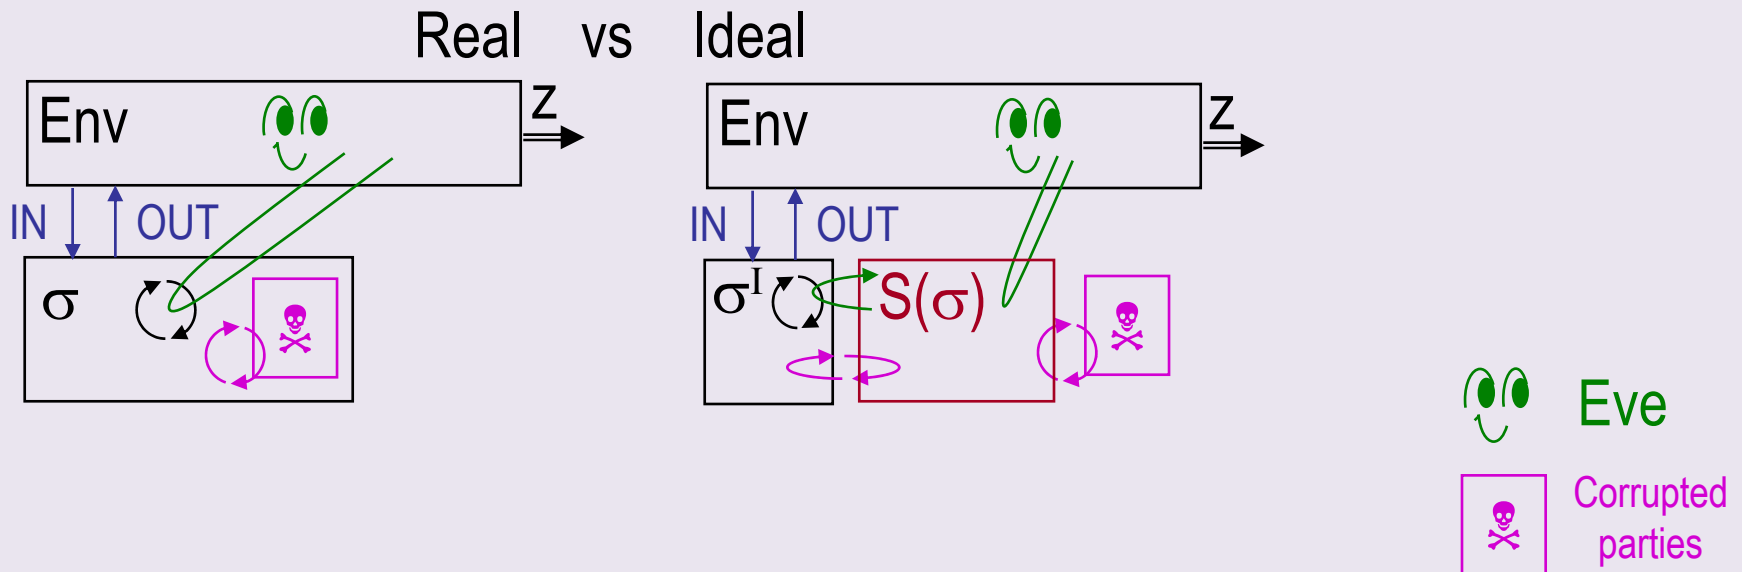 Real vs Ideal
Env
z
IN
OUT
σ
Env
z
IN
OUT
σᴵ
S(σ)
Eve
Corrupted
parties